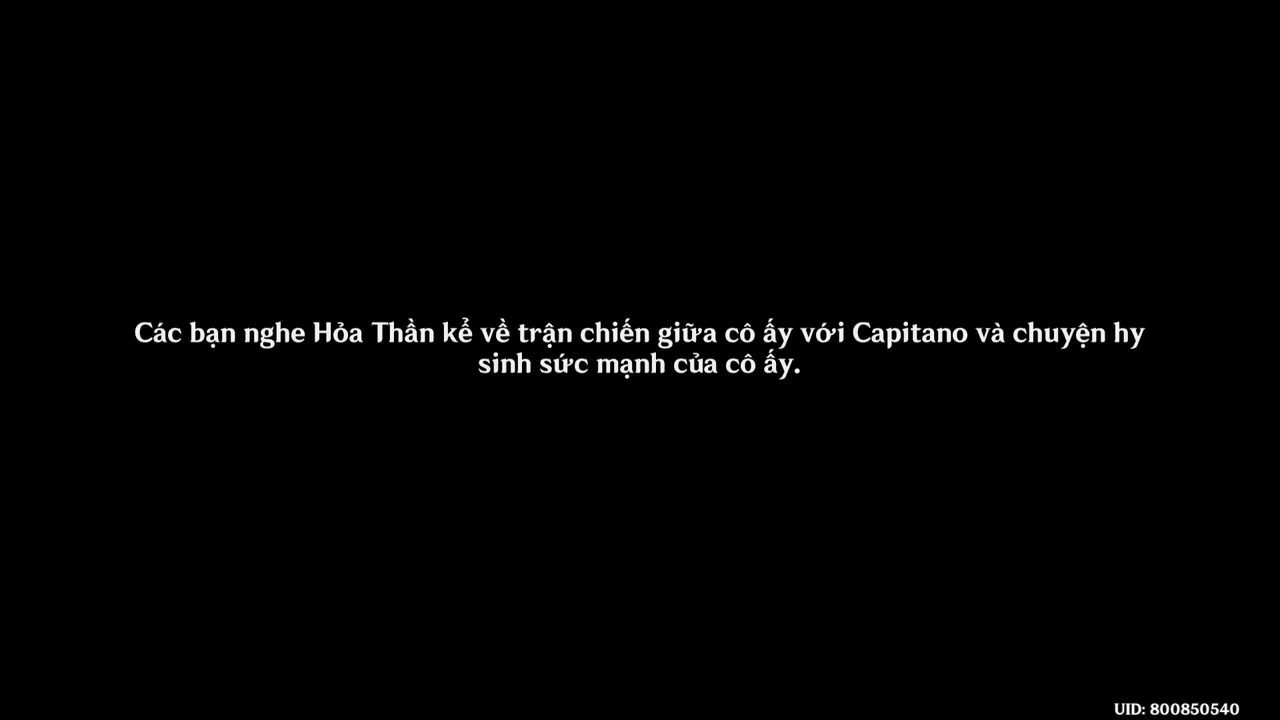 Các bạn nghe Hỏa Thần kể về trận chiến giữa cô ấy với Capitano và chuyện hy
sinh sức mạnh của cô ấy.
UID: 800850540